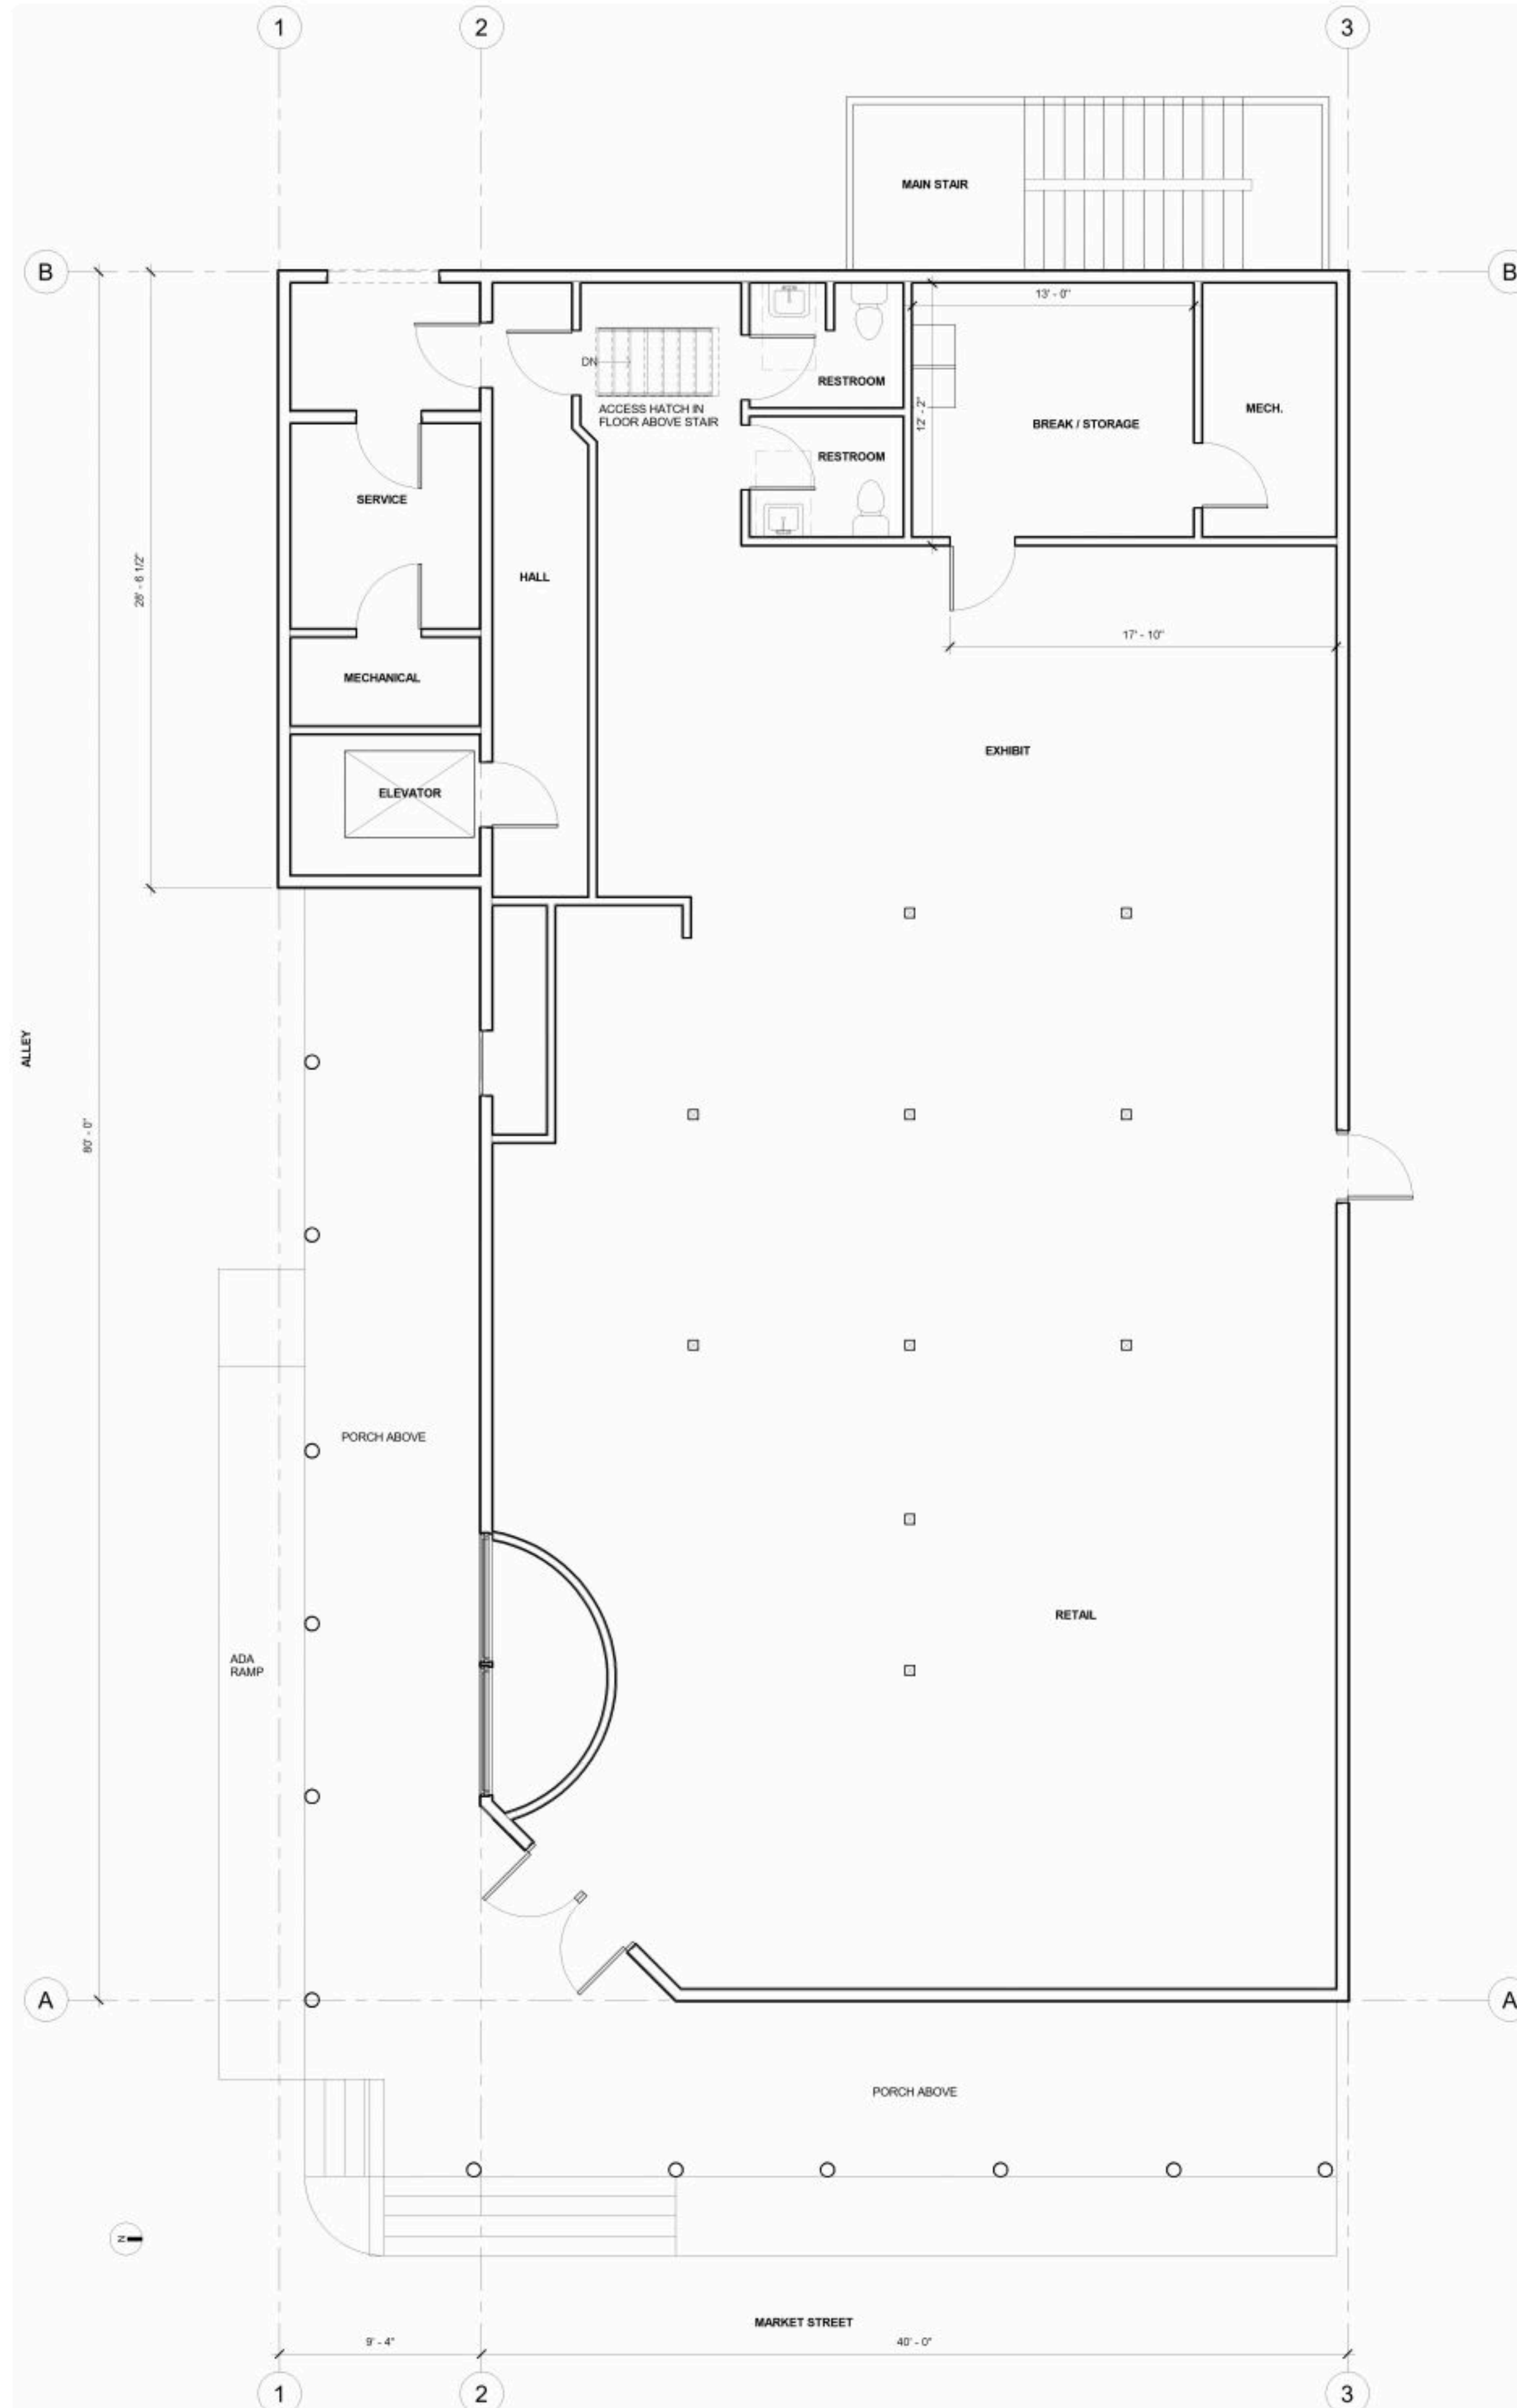 1
2
3
MAIN STAIR
B
B
13' - 0"
DN
RESTROOM
ACCESS HATCH IN
FLOOR ABOVE STAIR
12' - 2"
MECH.
BREAK / STORAGE
RESTROOM
SERVICE
28' - 6 1/2"
HALL
17' - 10"
MECHANICAL
EXHIBIT
ELEVATOR
ALLEY
80' - 0"
PORCH ABOVE
RETAIL
ADA
RAMP
A
A
PORCH ABOVE
N
MARKET STREET
9' - 4"
40' - 0"
1
2
3